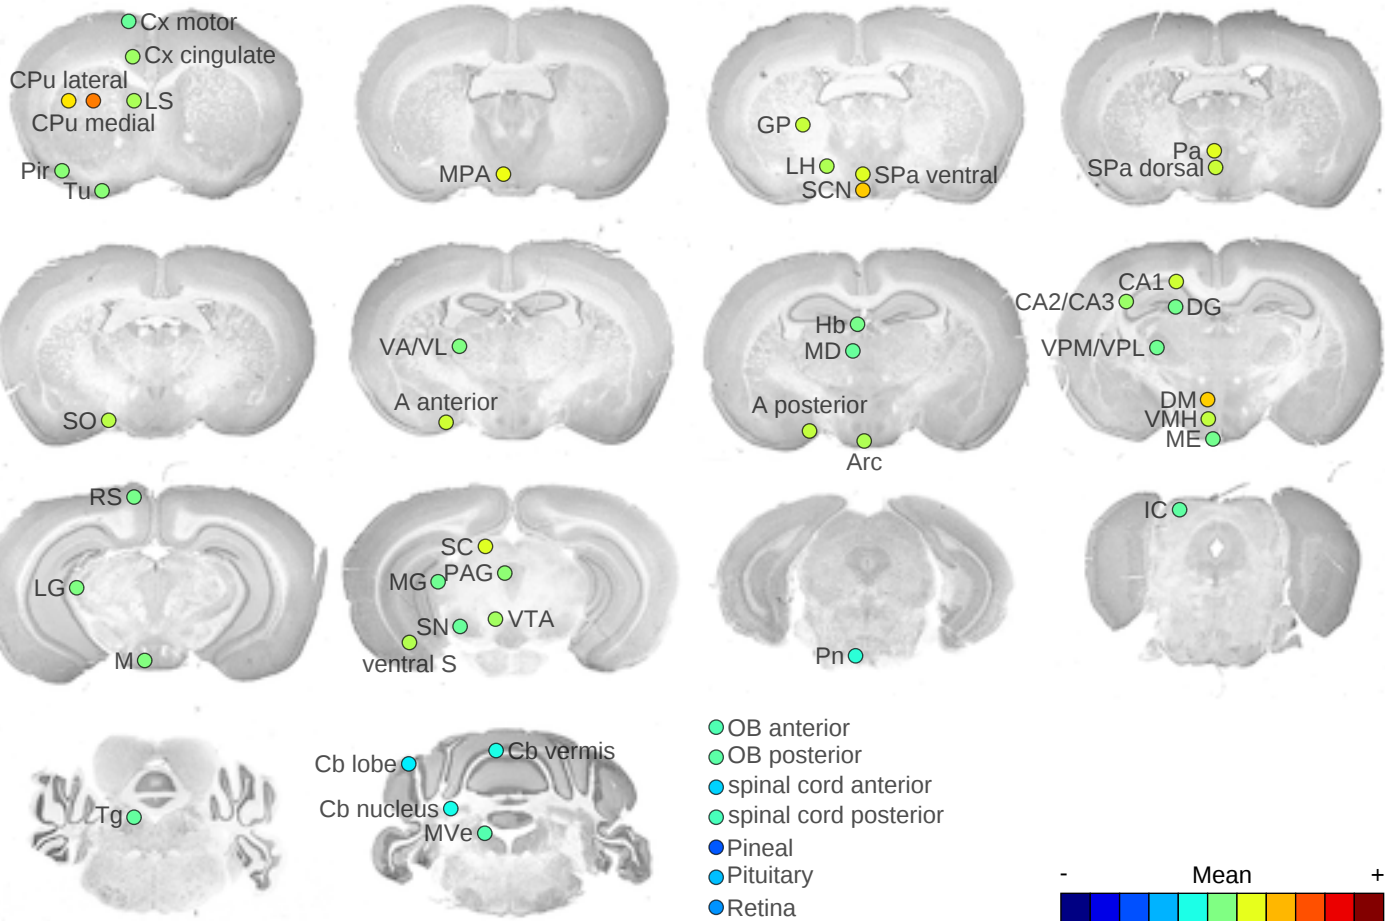 Cx motor
Cx cingulate
CPu lateral
LS
CPu medial
Pir
Tu
MPA
GP
LH
SPa ventral
SCN
Pa
SPa dorsal
SO
VA/VL
A anterior
Hb
MD
A posterior
Arc
CA1
CA2/CA3
DG
VPM/VPL
DM
VMH
ME
RS
LG
M
SC
MG
PAG
SN
VTA
ventral S
Pn
IC
Tg
Cb lobe
Cb vermis
Cb nucleus
MVe
OB anterior
OB posterior
spinal cord anterior
spinal cord posterior
Pineal
Pituitary
Retina
- Mean +